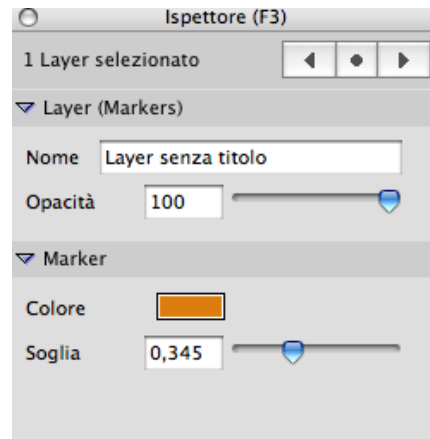 Ispettore (F3)
1 Layer selezionato
Layer (Markers)
Nome Layer senza titolo
Opacità 100
Marker
Colore
Soglia 0,345